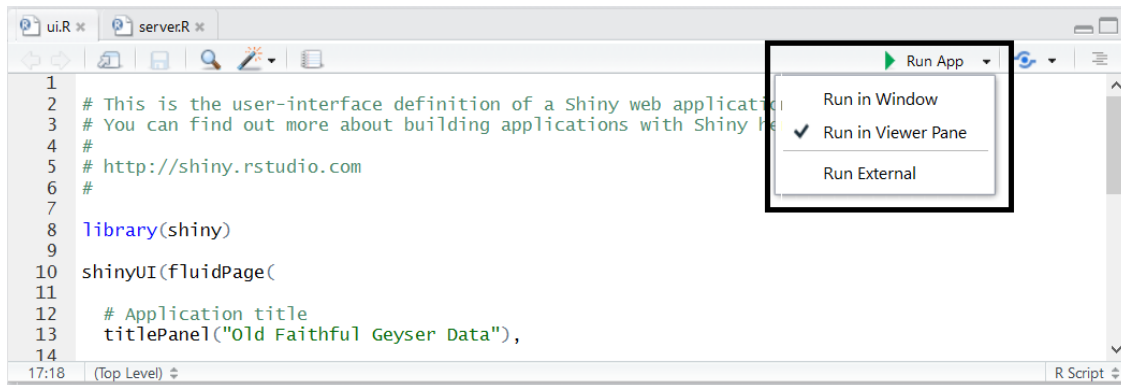 ui.R
server.R
Run App
Run in Window
Run in Viewer Pane
Run External
1
2 # This is the user-interface definition of a Shiny web applicatio
3 # You can find out more about building applications with Shiny he
4 #
5 # http://shiny.rstudio.com
6 #
7
8 library(shiny)
9
10 shinyUI(fluidPage(
11
12 # Application title
13 titlePanel("Old Faithful Geyser Data"),
14
17:18 (Top Level) R Script